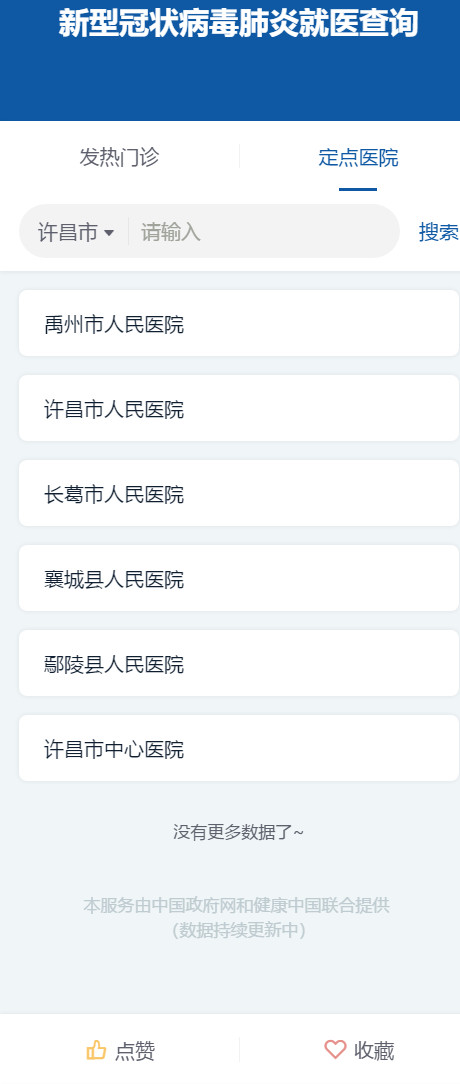 新型冠状病毒肺炎就医查询
发热门诊
定点医院
许昌市 请输入 搜索
禹州市人民医院
许昌市人民医院
长葛市人民医院
襄城县人民医院
鄢陵县人民医院
许昌市中心医院
没有更多数据了~
本服务由中国政府网和健康中国联合提供
（数据持续更新中）
点赞
收藏